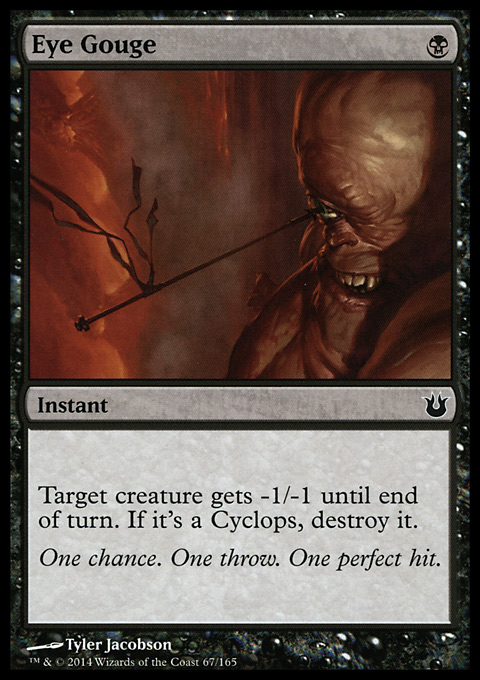 Eye Gouge
Instant
Target creature gets -1/-1 until end
of turn. If it's a Cyclops, destroy it.
One chance. One throw. One perfect hit.
Tyler Jacobson
™ & © 2014 Wizards of the Coast 67/165